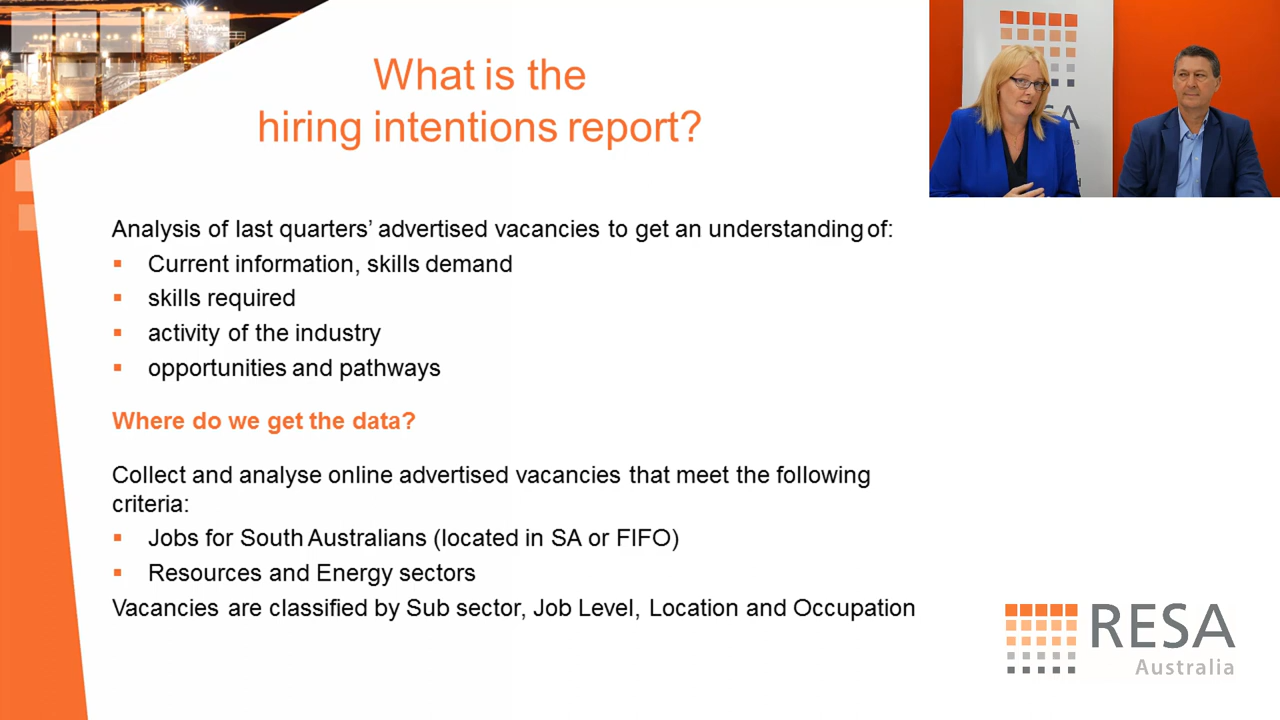 What is the
hiring intentions report?
Analysis of last quarters’ advertised vacancies to get an understanding of:
Current information, skills demand
skills required
activity of the industry
opportunities and pathways
Where do we get the data?
Collect and analyse online advertised vacancies that meet the following
criteria:
Jobs for South Australians (located in SA or FIFO)
Resources and Energy sectors
Vacancies are classified by Sub sector, Job Level, Location and Occupation
RESA
Australia